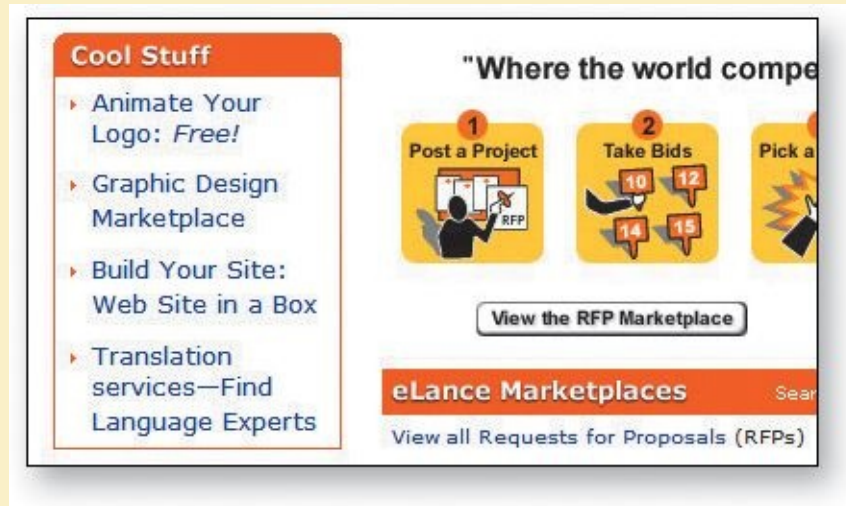 Cool Stuff
Animate Your
Logo: Free!
Graphic Design
Marketplace
Build Your Site:
Web Site in a Box
Translation
services—Find
Language Experts
"Where the world compe
1
Post a Project
RFP
2
Take Bids
10 12
14 15
Pick a
View the RFP Marketplace
eLance Marketplaces Sear
View all Requests for Proposals (RFPs)